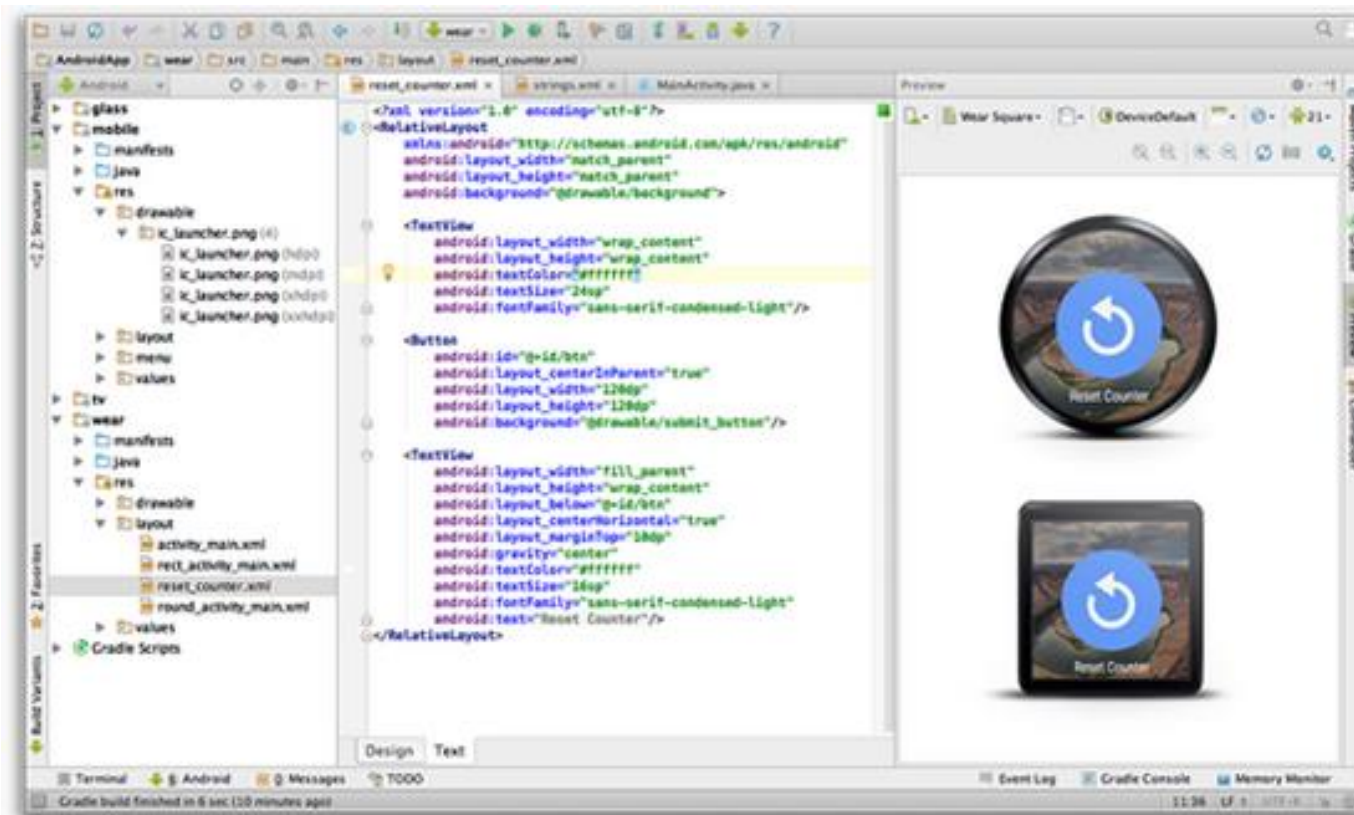 wear
21
AndroidApp wear src main res layout reset_counter.xml
1: Project
Android
glass
mobile
manifests
java
res
drawable
ic_launcher.png (4)
ic_launcher.png (hdpi)
ic_launcher.png (mdpi)
ic_launcher.png (xhdpi)
ic_launcher.png (xxhdpi)
layout
menu
values
tv
wear
manifests
java
res
drawable
layout
activity_main.xml
rect_activity_main.xml
reset_counter.xml
round_activity_main.xml
values
Gradle Scripts
Z: Structure
2: Favorites
Build Variants
reset_counter.xml strings.xml MainActivity.java
<?xml version="1.0" encoding="utf-8"?>
<RelativeLayout
xmlns:android="http://schemas.android.com/apk/res/android"
android:layout_width="match_parent"
android:layout_height="match_parent"
android:background="@drawable/background">
<TextView
android:layout_width="wrap_content"
android:layout_height="wrap_content"
android:textColor="#ffffff"
android:textSize="24sp"
android:fontFamily="sans-serif-condensed-light"/>
<Button
android:id="@+id/btn"
android:layout_centerInParent="true"
android:layout_width="120dp"
android:layout_height="120dp"
android:background="@drawable/submit_button"/>
<TextView
android:layout_width="fill_parent"
android:layout_height="wrap_content"
android:layout_below="@+id/btn"
android:layout_centerHorizontal="true"
android:layout_marginTop="10dp"
android:gravity="center"
android:textColor="#ffffff"
android:textSize="16sp"
android:fontFamily="sans-serif-condensed-light"
android:text="Reset Counter"/>
</RelativeLayout>
Design Text
Preview
Wear Square DeviceDefault
Reset Counter
Reset Counter
Terminal 6: Android 0: Messages TODO
Event Log Gradle Console Memory Monitor
Gradle build finished in 6 sec (10 minutes ago)
11:36 LF UTF-8